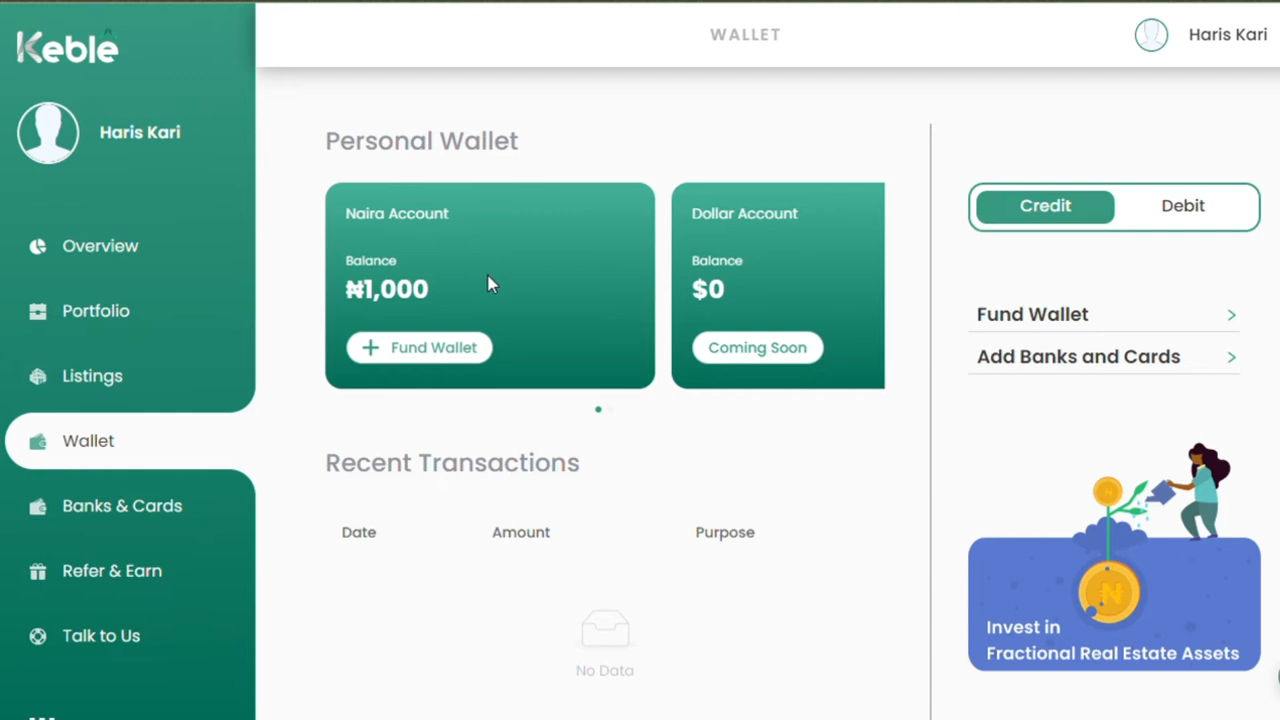 Keble
Haris Kari
Overview
Portfolio
Listings
Wallet
Banks & Cards
Refer & Earn
Talk to Us
WALLET
Haris Kari
Personal Wallet
Naira Account
Balance
₦1,000
+ Fund Wallet
Dollar Account
Balance
$0
Coming Soon
Recent Transactions
Date Amount Purpose
No Data
Credit Debit
Fund Wallet >
Add Banks and Cards >
N
N
Invest in
Fractional Real Estate Assets